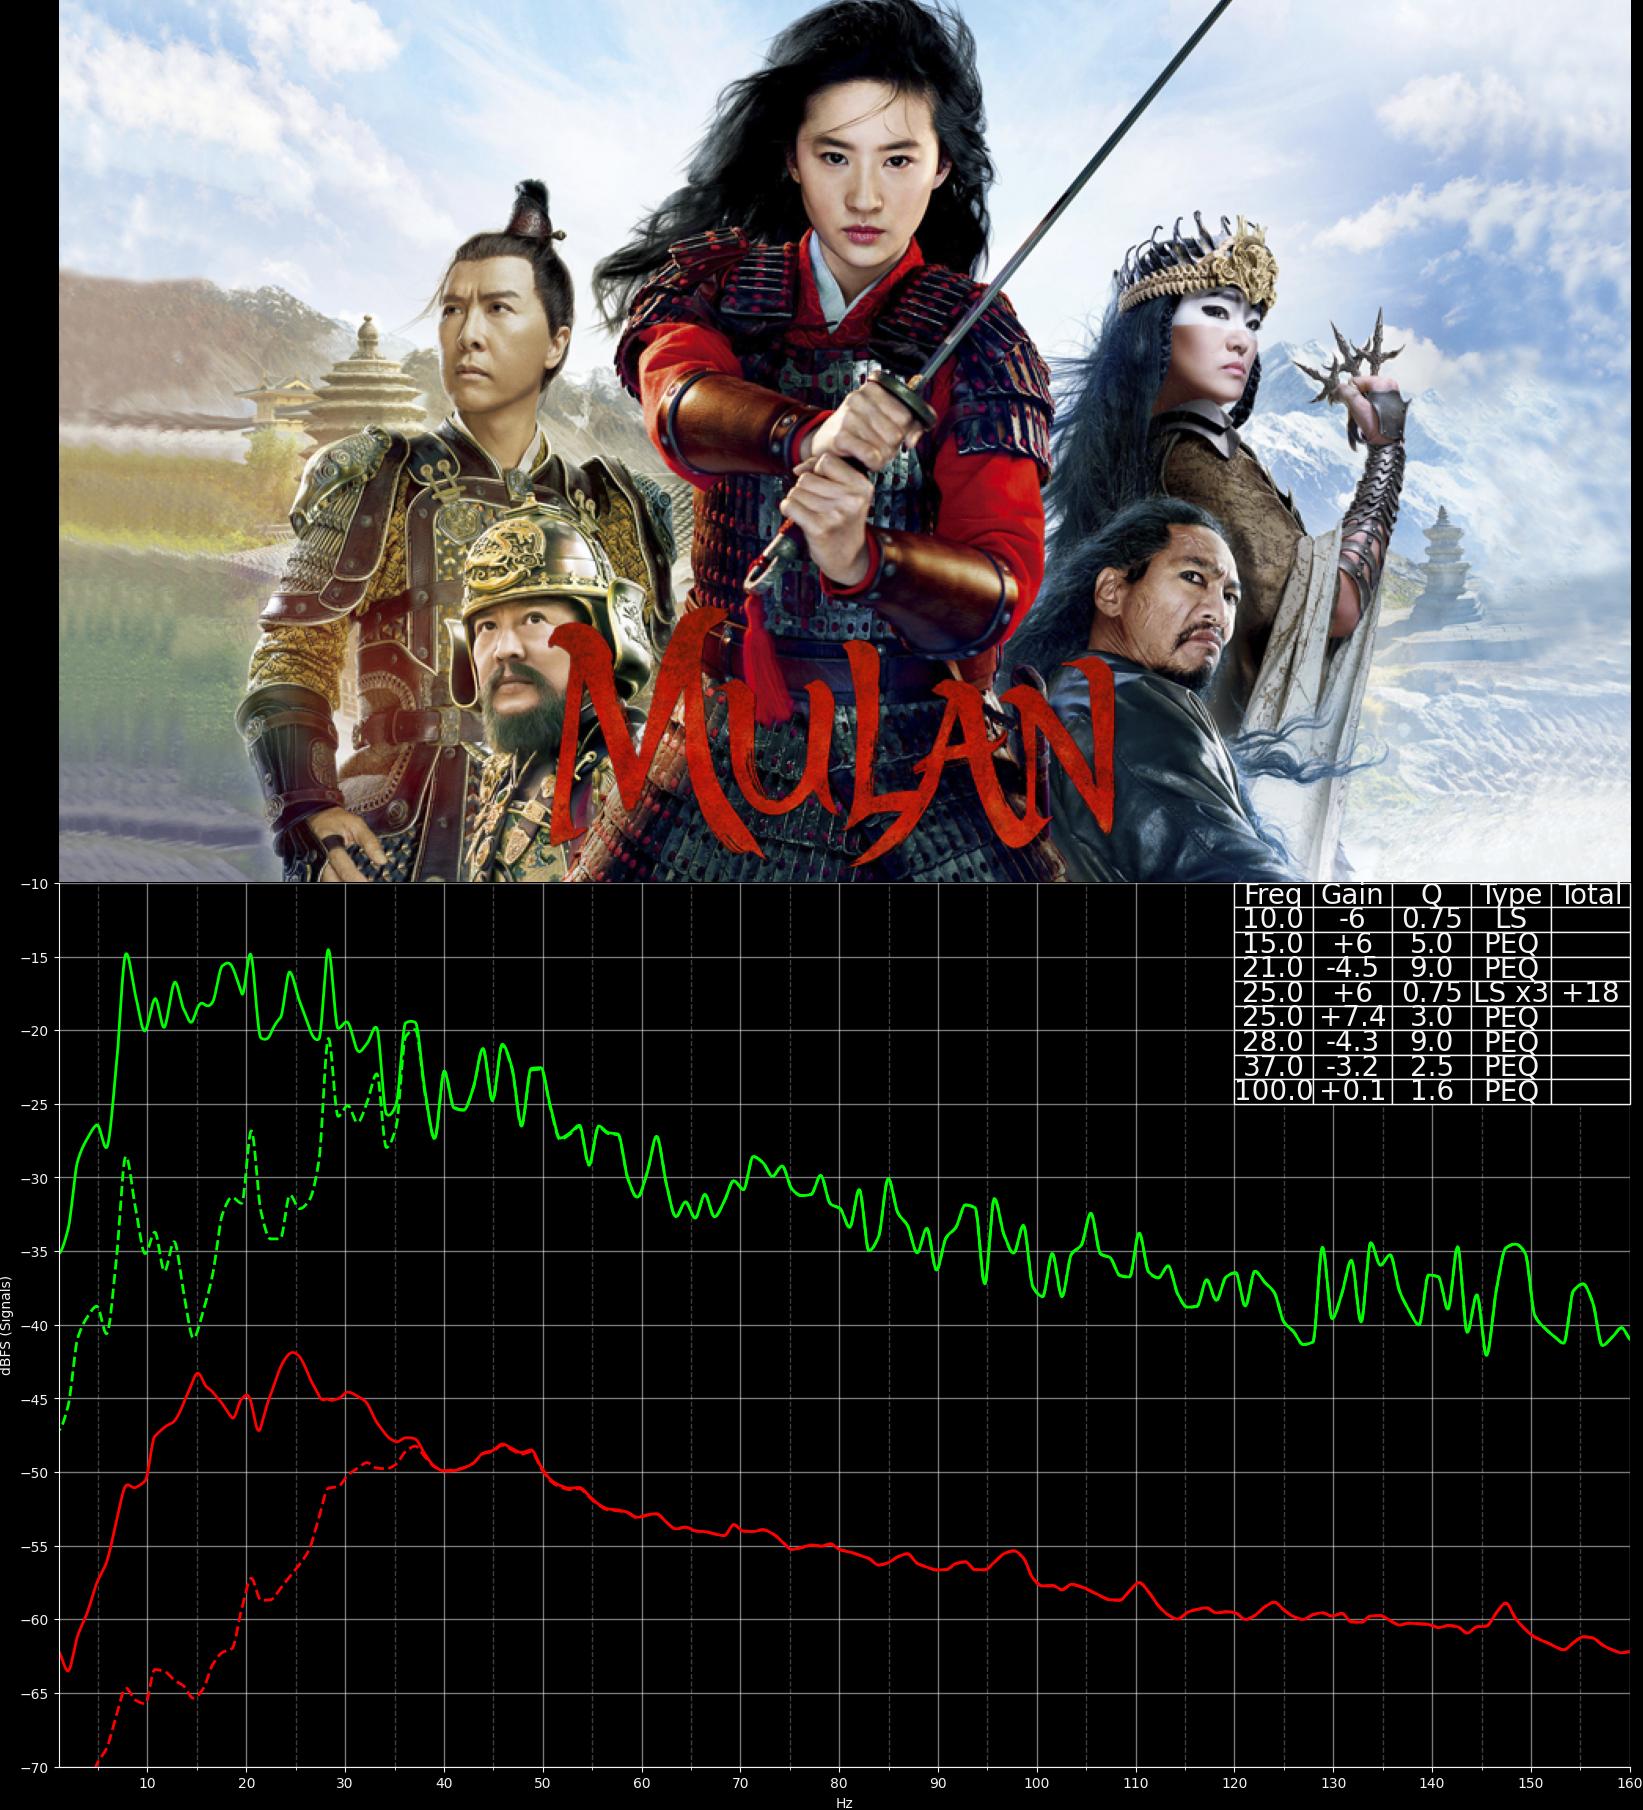 MULAN
Freq Gain Q Type Total
10.0 -6 0.75 LS
15.0 +6 5.0 PEQ
21.0 -4.5 9.0 PEQ
25.0 +6 0.75 LS x3 +18
25.0 +7.4 3.0 PEQ
28.0 -4.3 9.0 PEQ
37.0 -3.2 2.5 PEQ
100.0 +0.1 1.6 PEQ
−10
−15
−20
−25
−30
−35
−40
−45
−50
−55
−60
−65
−70
dBFS (Signals)
10 20 30 40 50 60 70 80 90 100 110 120 130 140 150 160
Hz